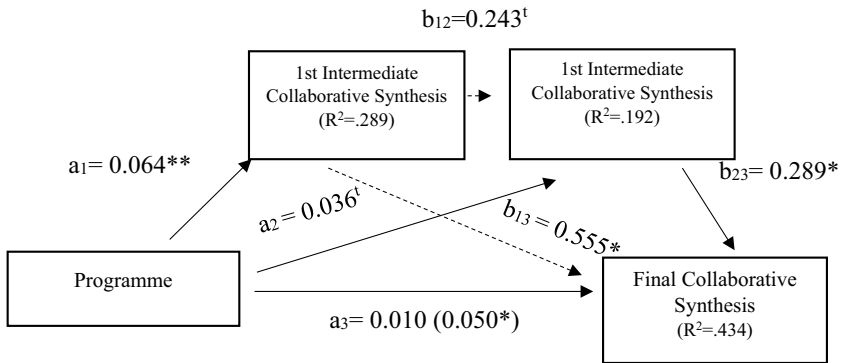 b₁₂=0.243ᵗ
1st Intermediate
Collaborative Synthesis
(R²=.289)
1st Intermediate
Collaborative Synthesis
(R²=.192)
a₁= 0.064**
b₂₃= 0.289*
a₂ = 0.036ᵗ
b₁₃ = 0.555*
Programme
Final Collaborative
Synthesis
(R²=.434)
a₃= 0.010 (0.050*)